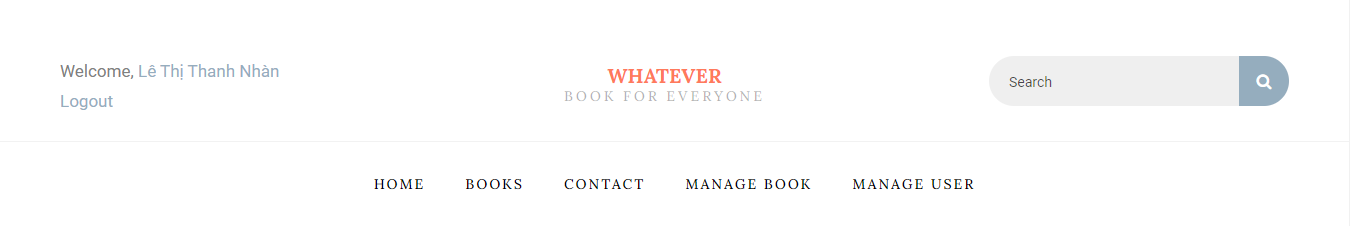 Welcome, Lê Thị Thanh Nhàn
Logout
WHATEVER
BOOK FOR EVERYONE
Search
HOME BOOKS CONTACT MANAGE BOOK MANAGE USER